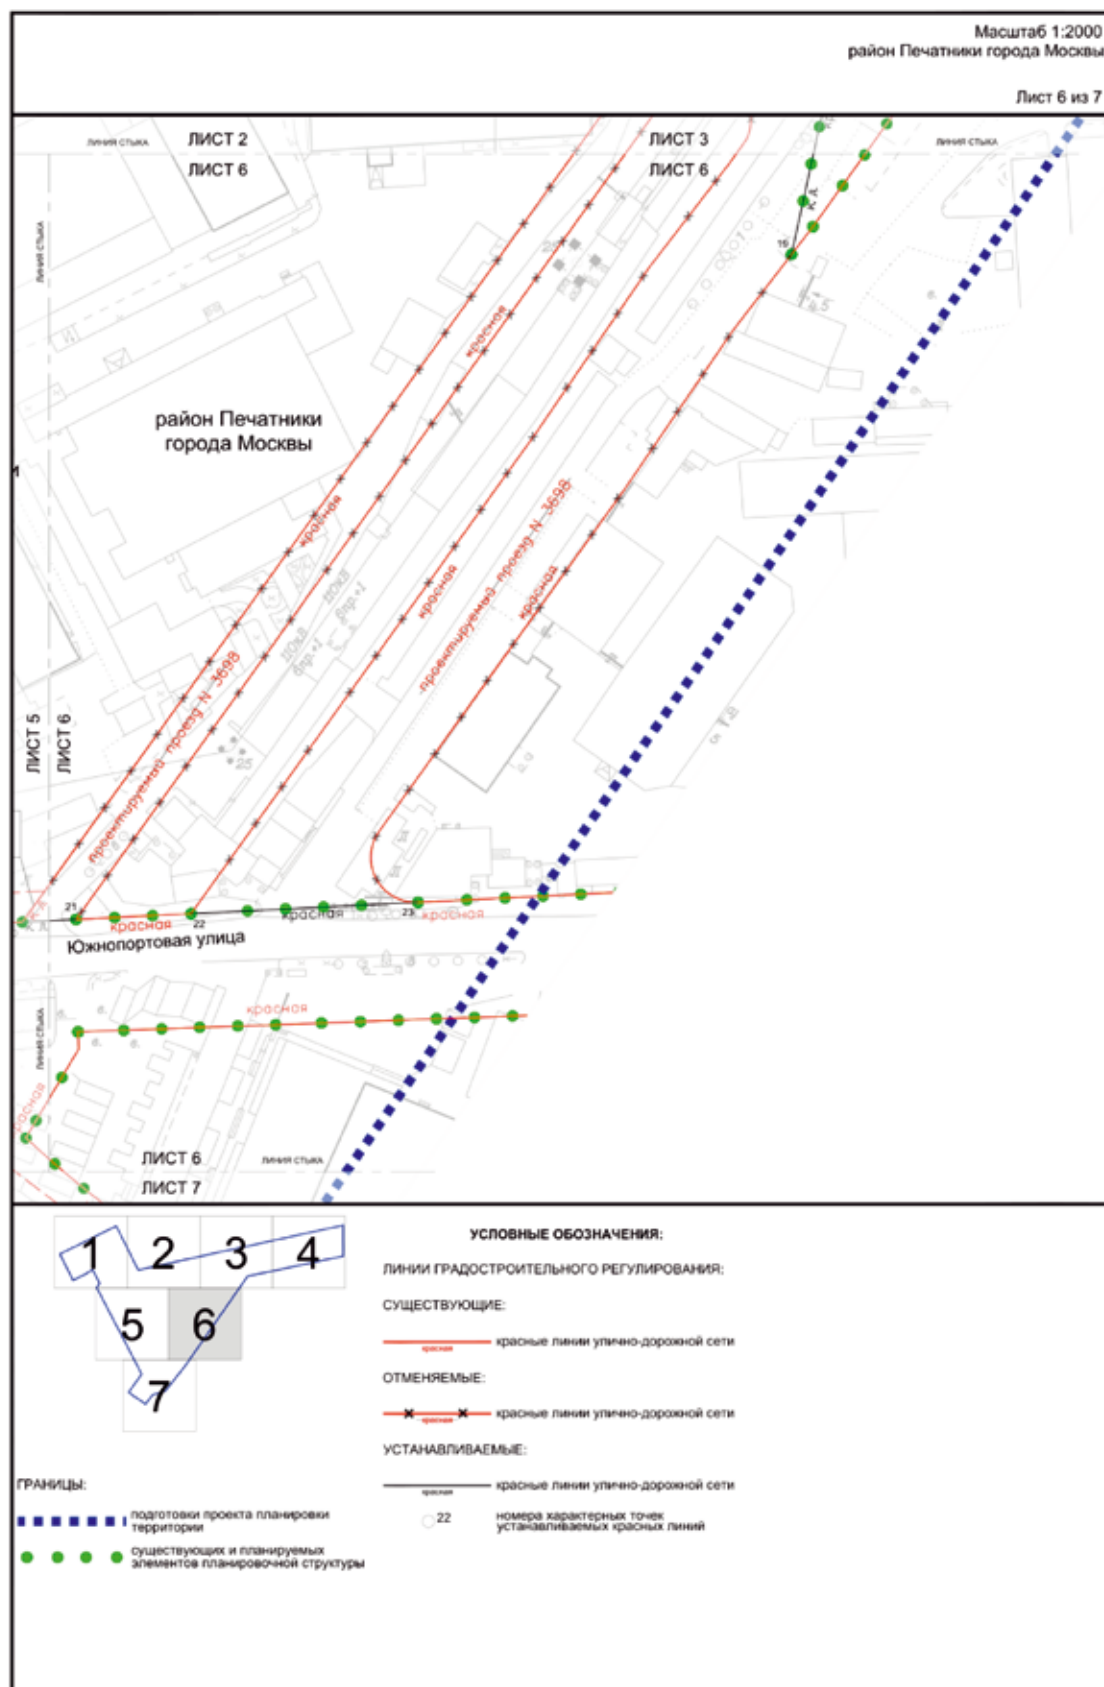 Масштаб 1:2000
район Печатники города Москвы
Лист 6 из 7
ЛИНИЯ СТЫКА
ЛИСТ 2
ЛИСТ 6
ЛИСТ 3
ЛИСТ 6
ЛИНИЯ СТЫКА
ЛИНИЯ СТЫКА
К А
19
красная
район Печатники
города Москвы
красная
проектируемый проезд N 3698
красная
красная
проектируемый проезд N 3698
ЛИСТ 5
ЛИСТ 6
25
21
красная
22
красная
23
красная
Южнопортовая улица
красная
ЛИНИЯ СТЫКА
красная
ЛИСТ 6
ЛИНИЯ СТЫКА
ЛИСТ 7
1
2
3
4
5
6
7
УСЛОВНЫЕ ОБОЗНАЧЕНИЯ:
ЛИНИИ ГРАДОСТРОИТЕЛЬНОГО РЕГУЛИРОВАНИЯ:
СУЩЕСТВУЮЩИЕ:
красная
красные линии улично-дорожной сети
ОТМЕНЯЕМЫЕ:
красная
красные линии улично-дорожной сети
УСТАНАВЛИВАЕМЫЕ:
красная
красные линии улично-дорожной сети
22
номера характерных точек
устанавливаемых красных линий
ГРАНИЦЫ:
подготовки проекта планировки
территории
существующих и планируемых
элементов планировочной структуры